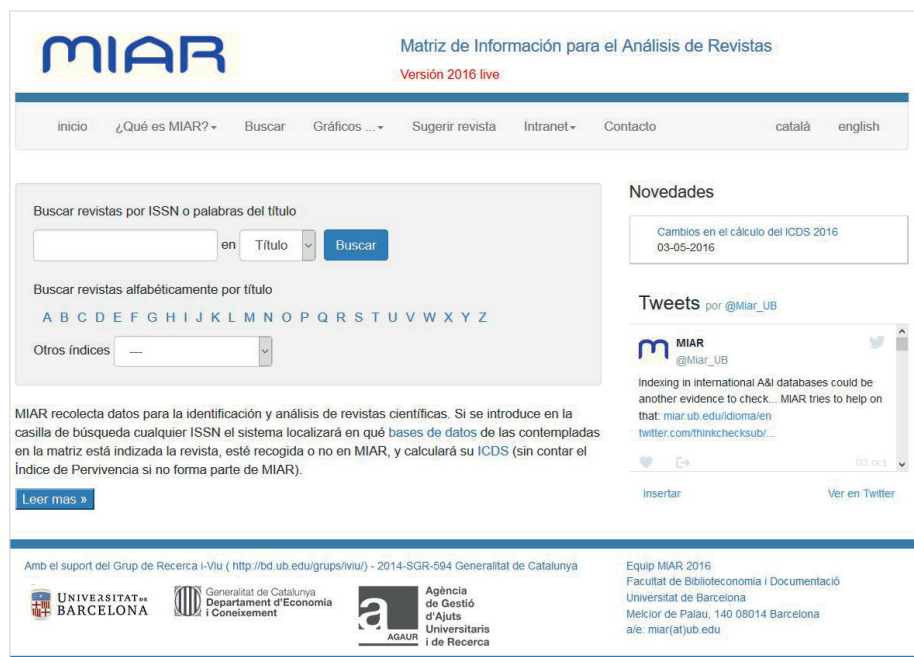 MIAR
Matriz de Información para el Análisis de Revistas
Versión 2016 live
inicio ¿Qué es MIAR? Buscar Gráficos ... Sugerir revista Intranet Contacto català english
Buscar revistas por ISSN o palabras del título
en Título Buscar
Buscar revistas alfabéticamente por título
A B C D E F G H I J K L M N O P Q R S T U V W X Y Z
Otros índices ---
MIAR recolecta datos para la identificación y análisis de revistas científicas. Si se introduce en la
casilla de búsqueda cualquier ISSN el sistema localizará en qué bases de datos de las contempladas
en la matriz está indizada la revista, esté recogida o no en MIAR, y calculará su ICDS (sin contar el
Índice de Pervivencia si no forma parte de MIAR).
Leer mas »
Novedades
Cambios en el cálculo del ICDS 2016
03-05-2016
Tweets por @Miar_UB
MIAR
@Miar_UB
Indexing in international A&I databases could be
another evidence to check... MIAR tries to help on
that: miar.ub.edu/idioma/en
twitter.com/thinkchecksub/...
03 oct
Insertar Ver en Twitter
Amb el suport del Grup de Recerca i-Viu ( http://bd.ub.edu/grups/iviu/) - 2014-SGR-594 Generalitat de Catalunya
UNIVERSITAT DE
BARCELONA
Generalitat de Catalunya
Departament d'Economia
i Coneixement
a
AGAUR
Agència
de Gestió
d'Ajuts
Universitaris
i de Recerca
Equip MIAR 2016
Facultat de Biblioteconomia i Documentació
Universitat de Barcelona
Melcior de Palau, 140 08014 Barcelona
a/e: miar(at)ub.edu